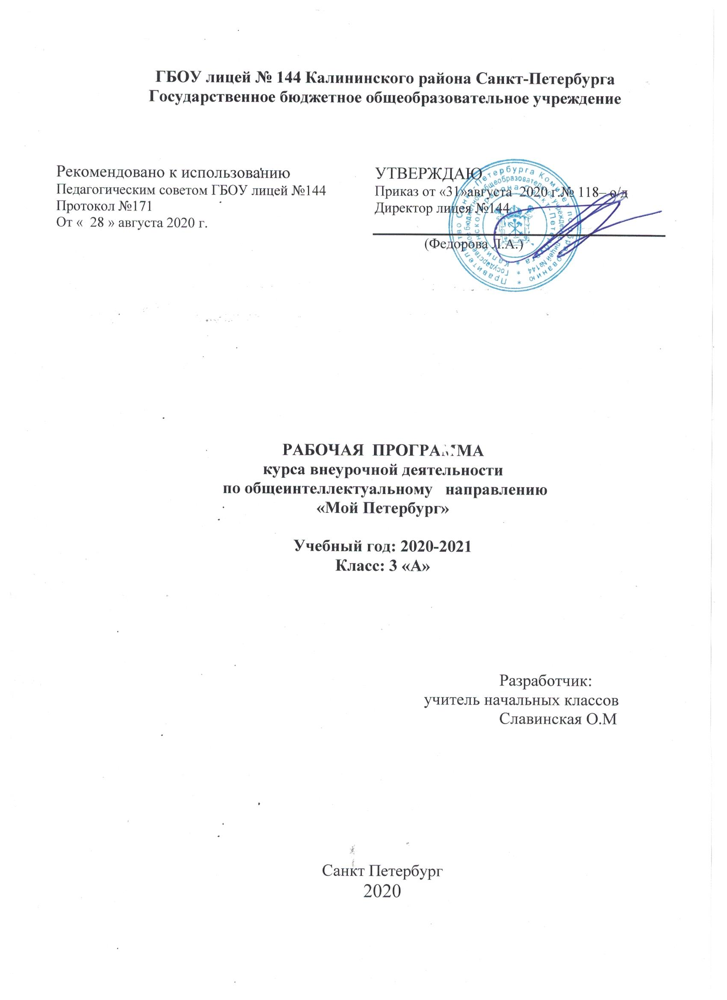 ГБОУ лицей № 144 Калининского района Санкт-Петербурга
Государственное бюджетное общеобразовательное учреждение
Рекомендовано к использованию
Педагогическим советом ГБОУ лицей №144
Протокол №171
От « 28 » августа 2020 г.
УТВЕРЖДАЮ
Приказ от «31»августа 2020 г.№ 118– о/д
Директор лицея №144
(Федорова Л.А.)
Правительство Санкт-Петербурга Комитет по образованию *
Государственное бюджетное общеобразовательное учреждение лицей №144 *
Калининского района Санкт-Петербурга *
РАБОЧАЯ ПРОГРАММА
курса внеурочной деятельности
по общеинтеллектуальному направлению
«Мой Петербург»
Учебный год: 2020-2021
Класс: 3 «А»
Разработчик:
учитель начальных классов
Славинская О.М
Санкт Петербург
2020